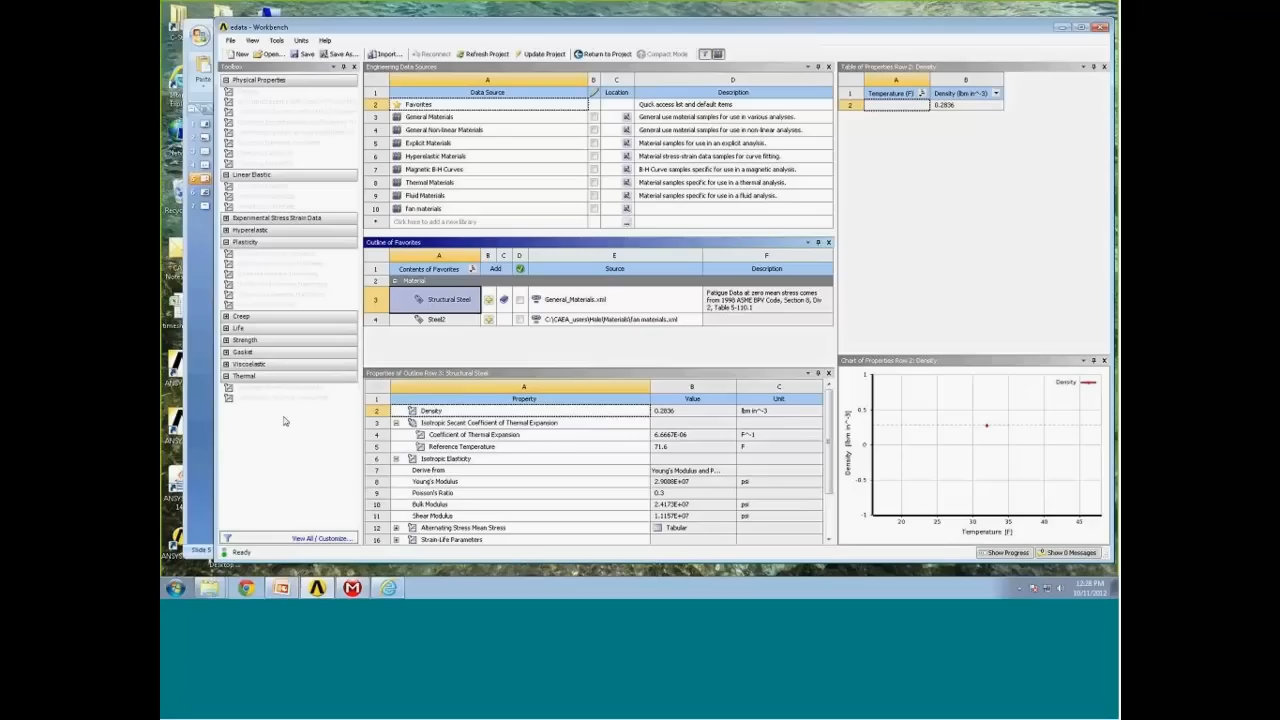 edata - Workbench
File View Tools Units Help
New Open... Save Save As... Import... Reconnect Refresh Project Update Project Return to Project Compact Mode
Paste
Toolbox
Physical Properties
Linear Elastic
Experimental Stress Strain Data
Hyperelastic
Plasticity
Creep
Life
Strength
Gasket
Viscoelastic
Thermal
View All / Customize...
Engineering Data Sources
A B C D
1 Data Source Location Description
2 Favorites Quick access list and default items
3 General Materials General use material samples for use in various analyses.
4 General Non-linear Materials General use material samples for use in non-linear analyses.
5 Explicit Materials Material samples for use in an explicit analysis.
6 Hyperelastic Materials Material stress-strain data samples for curve fitting.
7 Magnetic B-H Curves B-H Curve samples specific for use in a magnetic analysis.
8 Thermal Materials Material samples specific for use in a thermal analysis.
9 Fluid Materials Material samples specific for use in a fluid analysis.
10 fan materials
* Click here to add a new library ...
Outline of Favorites
A B C D E F
1 Contents of Favorites Add Source Description
2 Material
3 Structural Steel General_Materials.xml Fatigue Data at zero mean stress comes
from 1998 ASME BPV Code, Section 8, Div
2, Table 5-110.1
4 Steel2 C:\CAEA_users\Hale\Materials\fan materials.xml
Properties of Outline Row 3: Structural Steel
A B C
1 Property Value Unit
2 Density 0.2836 lbm in^-3
3 Isotropic Secant Coefficient of Thermal Expansion
4 Coefficient of Thermal Expansion 6.6667E-06 F^-1
5 Reference Temperature 71.6 F
6 Isotropic Elasticity
7 Derive from Young's Modulus and P...
8 Young's Modulus 2.9008E+07 psi
9 Poisson's Ratio 0.3
10 Bulk Modulus 2.4173E+07 psi
11 Shear Modulus 1.1157E+07 psi
12 Alternating Stress Mean Stress Tabular
16 Strain-Life Parameters
Table of Properties Row 2: Density
A B
1 Temperature (F) Density (lbm in^-3)
2 0.2836
Chart of Properties Row 2: Density
Density
1
0.5
0
-0.5
-1
Density [lbm in^-3]
20 25 30 35 40 45
Temperature [F]
Slide 5
Ready
Show Progress Show 0 Messages
12:28 PM
10/11/2012